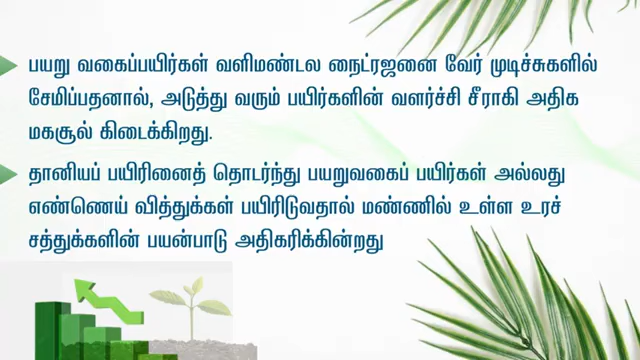 பயறு வகைப்பயிர்கள் வளிமண்டல நைட்ரஜனை வேர் முடிச்சுகளில்
சேமிப்பதனால், அடுத்து வரும் பயிர்களின் வளர்ச்சி சீராகி அதிக
மகசூல் கிடைக்கிறது.
தானியப் பயிரினைத் தொடர்ந்து பயறுவகைப் பயிர்கள் அல்லது
எண்ணெய் வித்துக்கள் பயிரிடுவதால் மண்ணில் உள்ள உரச்
சத்துக்களின் பயன்பாடு அதிகரிக்கின்றது